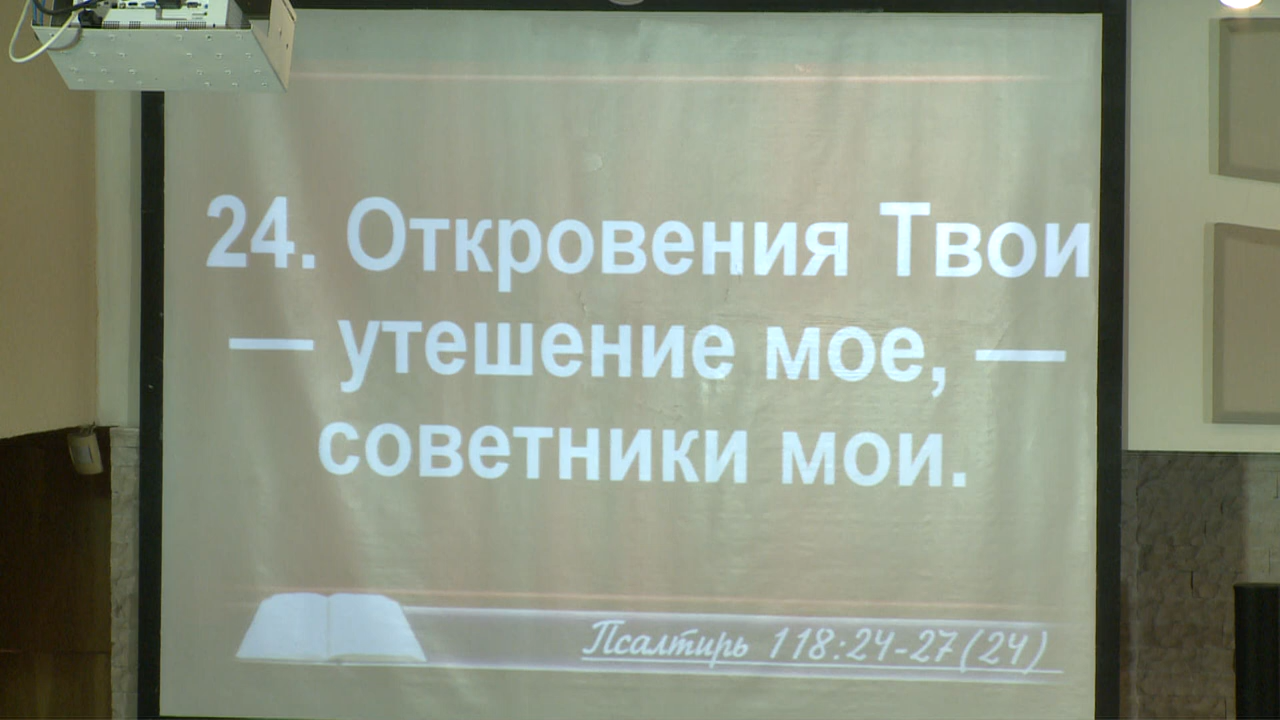 24. Откровения Твои
— утешение мое, —
советники мои.
Псалтирь 118:24-27(24)